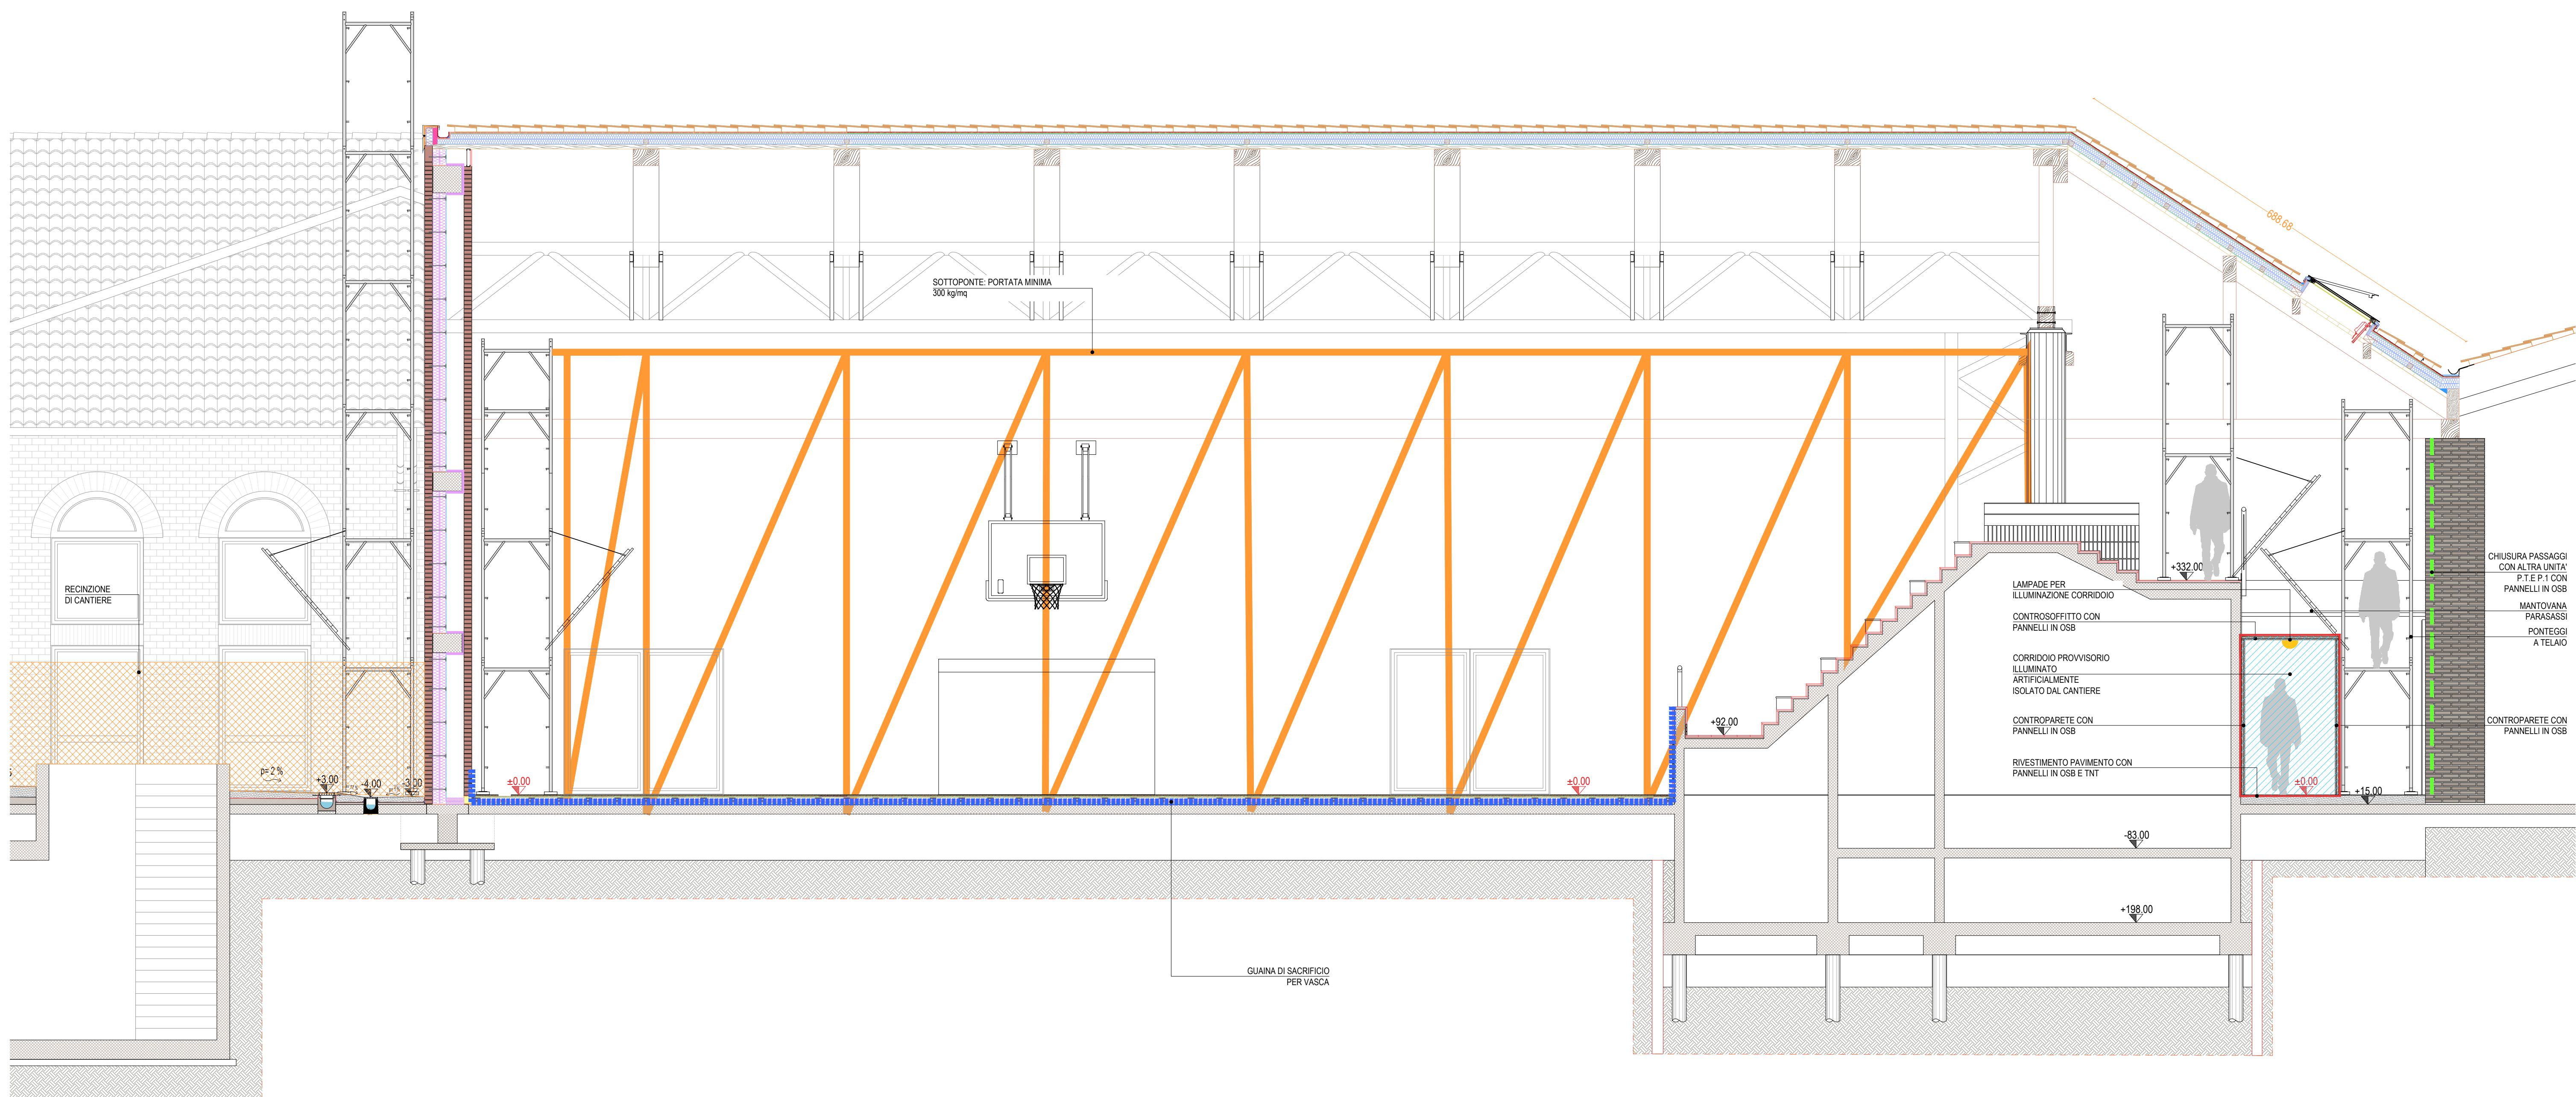 688.68
SOTTOPONTE: PORTATA MINIMA
300 kg/mq
RECINZIONE
DI CANTIERE
CHIUSURA PASSAGGI
CON ALTRA UNITA'
P.T.E P.1 CON
PANNELLI IN OSB
+332.00
LAMPADE PER
ILLUMINAZIONE CORRIDOIO
MANTOVANA
PARASASSI
CONTROSOFFITTO CON
PANNELLI IN OSB
PONTEGGI
A TELAIO
CORRIDOIO PROVVISORIO
ILLUMINATO
ARTIFICIALMENTE
ISOLATO DAL CANTIERE
+92.00
CONTROPARETE CON
PANNELLI IN OSB
CONTROPARETE CON
PANNELLI IN OSB
RIVESTIMENTO PAVIMENTO CON
PANNELLI IN OSB E TNT
p= 2 %
+3.00
-4.00
-3.00
±0.00
±0.00
±0.00
+15.00
-83.00
+198.00
GUAINA DI SACRIFICIO
PER VASCA